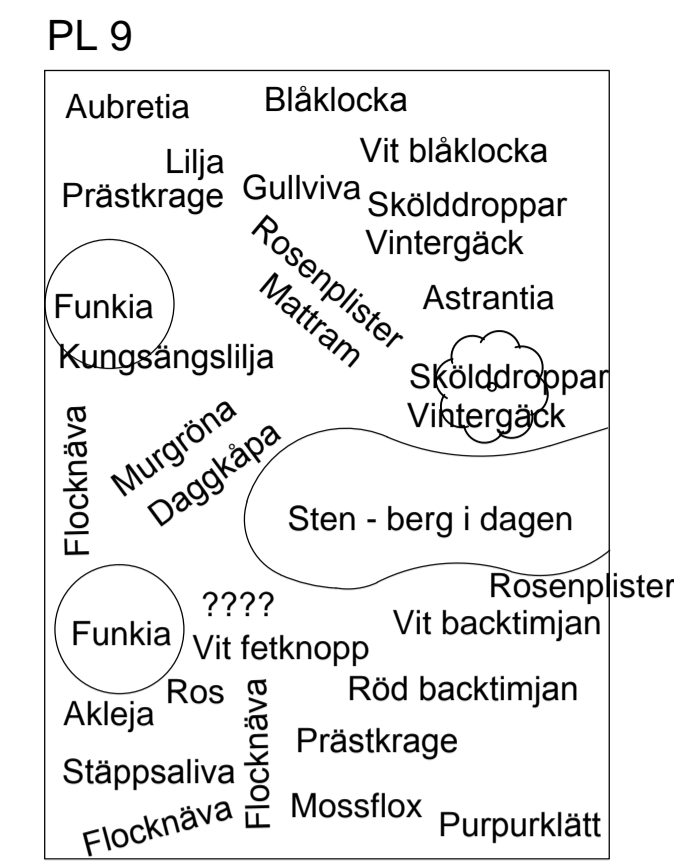 PL 9
Aubretia
Blåklocka
Lilja
Vit blåklocka
Prästkrage
Gullviva
Skölddroppar
Vintergäck
Rosenplister
Mattram
Astrantia
Funkia
Kungsängslilja
Skölddroppar
Vintergäck
Flocknäva
Murgröna
Daggkåpa
Sten - berg i dagen
Rosenplister
????
Vit backtimjan
Funkia
Vit fetknopp
Ros
Röd backtimjan
Akleja
Flocknäva
Prästkrage
Stäppsaliva
Mossflox
Flocknäva
Purpurklätt